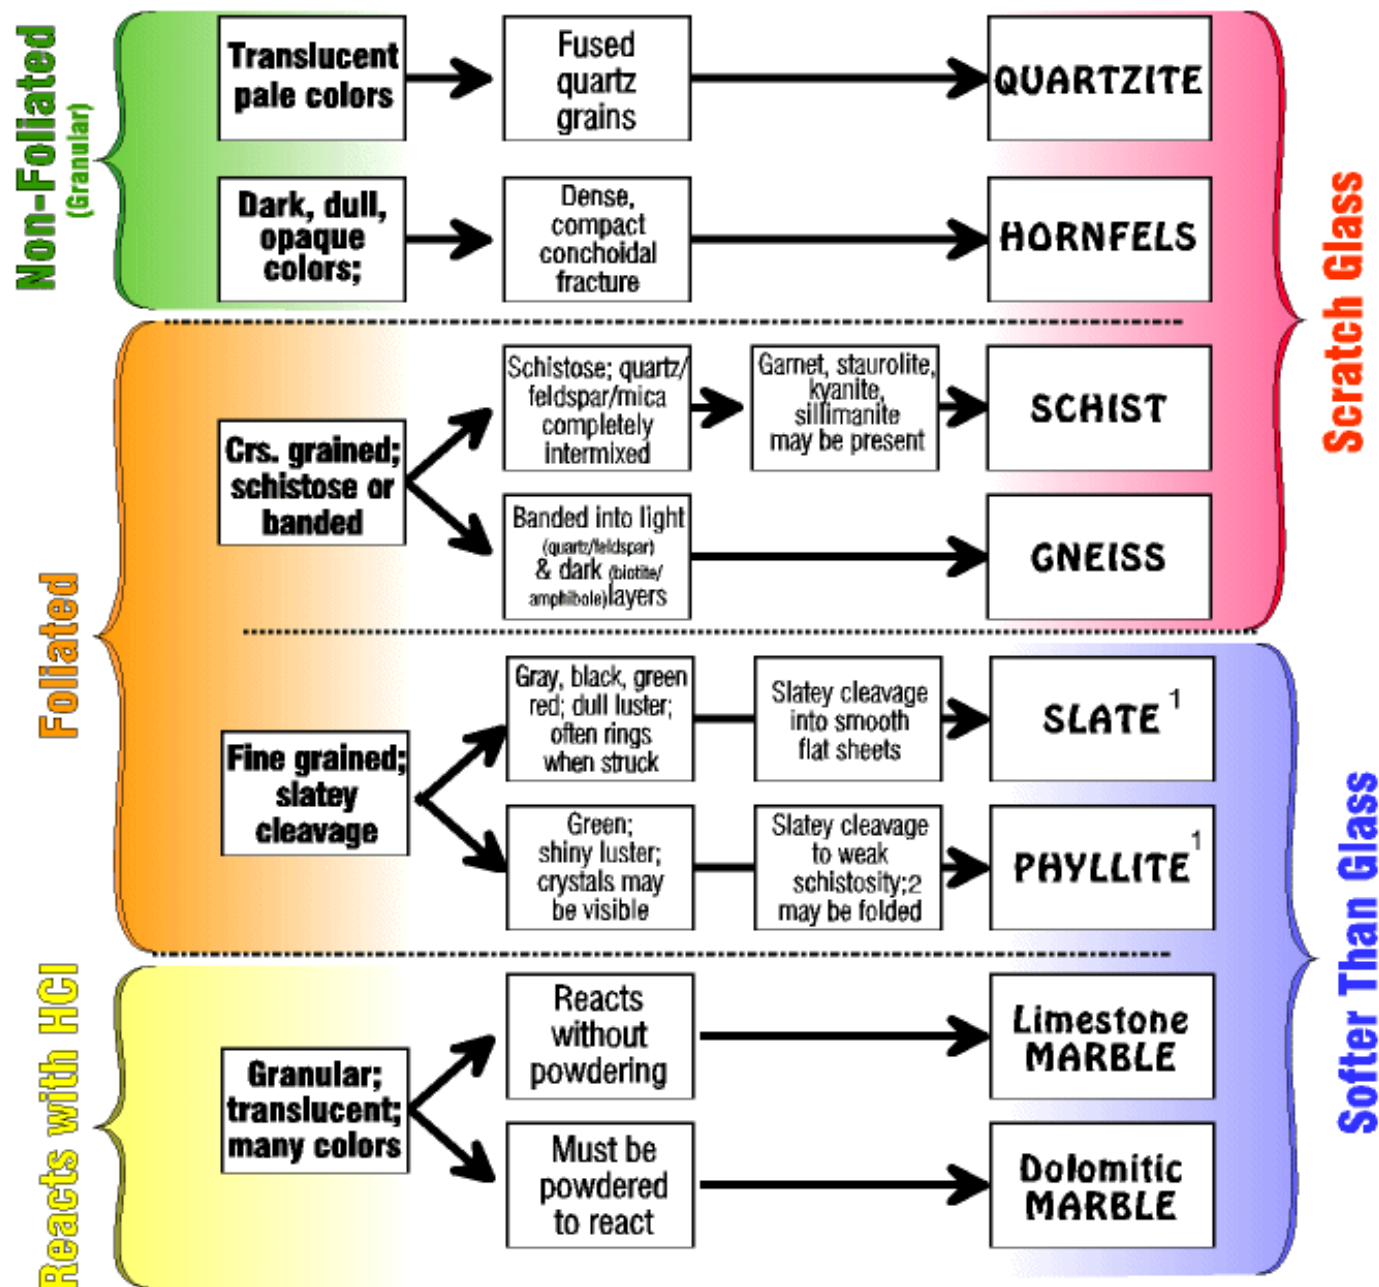 Non-Foliated
(Granular)
Translucent
pale colors
Fused
quartz
grains
QUARTZITE
Dark, dull,
opaque
colors;
Dense,
compact
conchoidal
fracture
HORNFELS
Scratch Glass
Foliated
Crs. grained;
schistose or
banded
Schistose; quartz/
feldspar/mica
completely
intermixed
Garnet, staurolite,
kyanite,
sillimanite
may be present
SCHIST
Banded into light
(quartz/feldspar)
& dark (biotite/
amphibole)layers
GNEISS
Fine grained;
slatey
cleavage
Gray, black, green
red; dull luster;
often rings
when struck
Slatey cleavage
into smooth
flat sheets
SLATE 1
Green;
shiny luster;
crystals may
be visible
Slatey cleavage
to weak
schistosity;2
may be folded
PHYLLITE 1
Softer Than Glass
Reacts with HCl
Granular;
translucent;
many colors
Reacts
without
powdering
Limestone
MARBLE
Must be
powdered
to react
Dolomitic
MARBLE